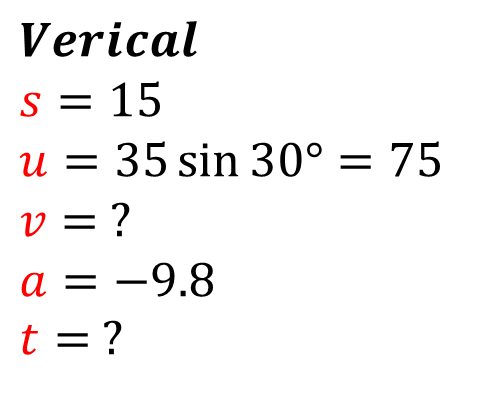 Verical
s = 15
u = 35 sin 30° = 75
v = ?
a = −9.8
t = ?